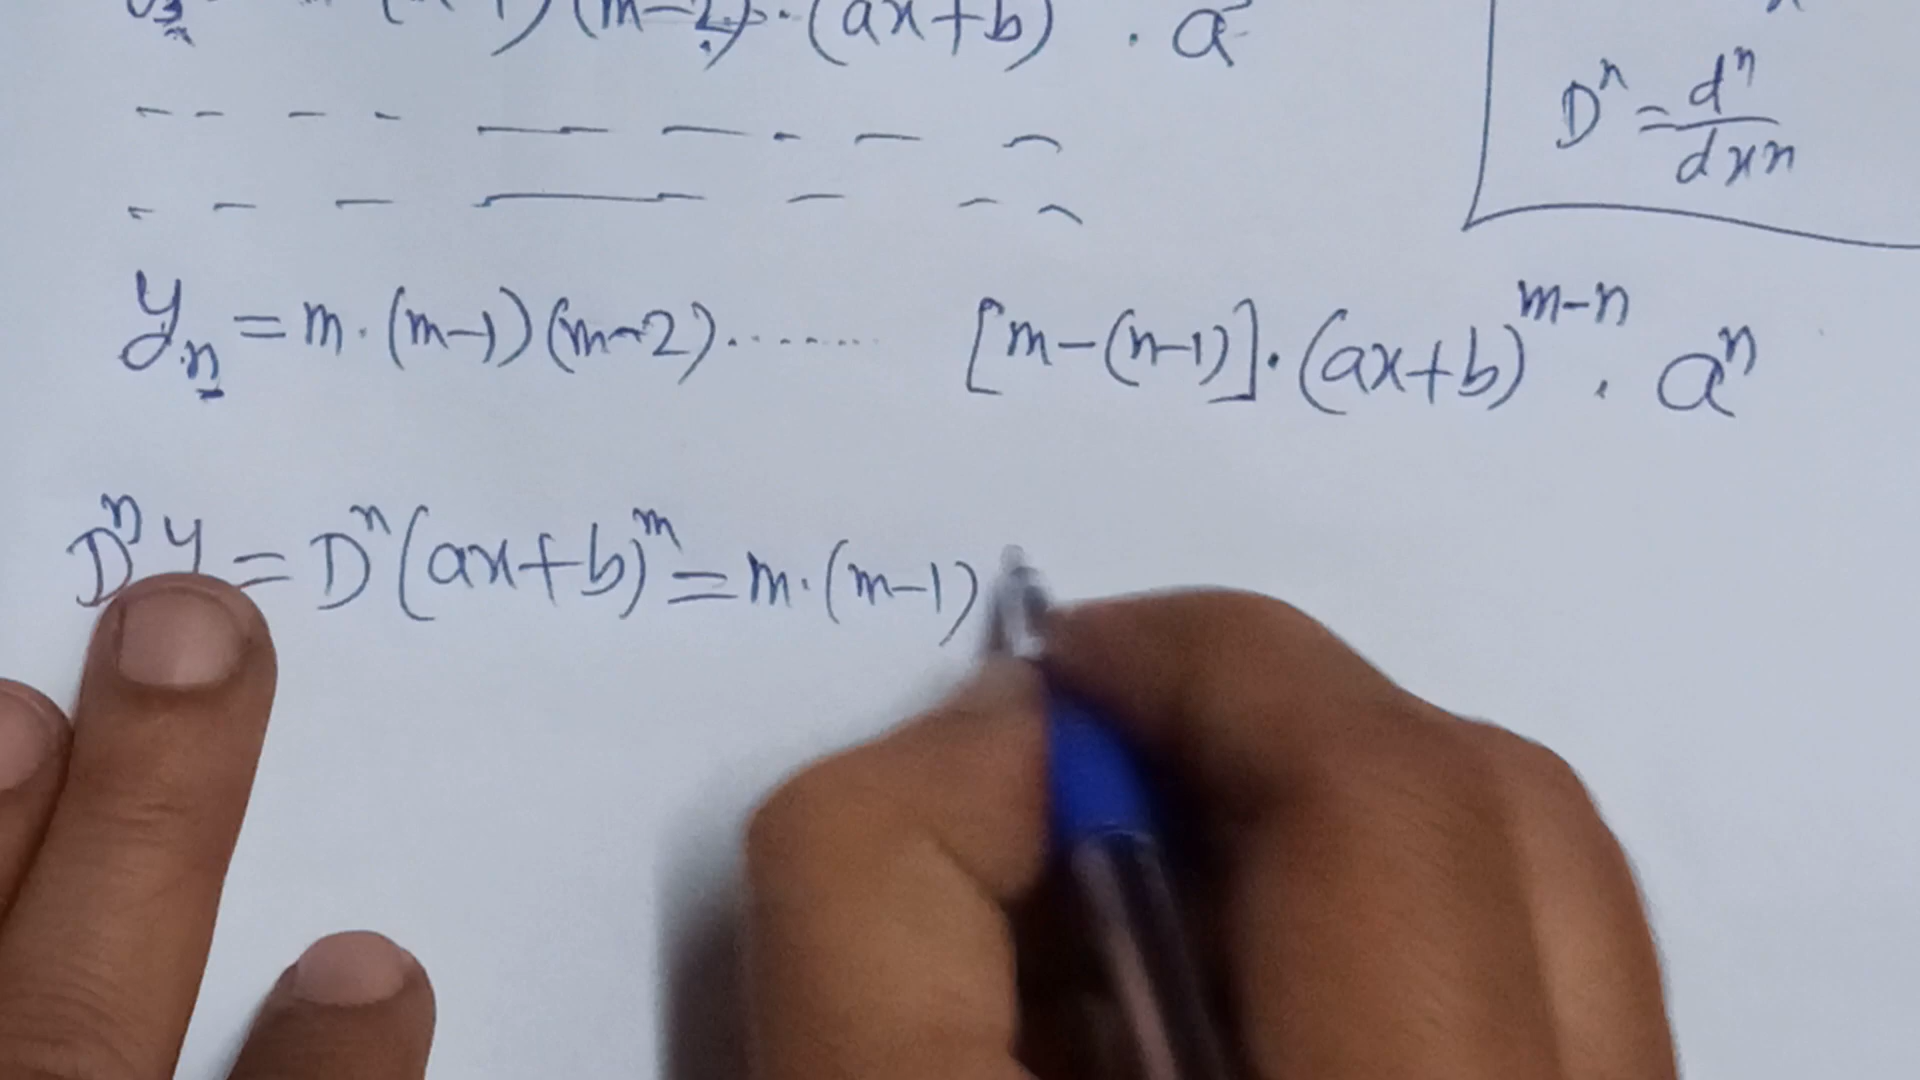 (m-2).(ax+b) . a
Dⁿ = dⁿ/dxn
yₙ = m.(m-1)(m-2)........ [m-(n-1)].(ax+b)ᵐ⁻ⁿ . aⁿ
Dⁿy = Dⁿ(ax+b)ᵐ = m.(m-1)